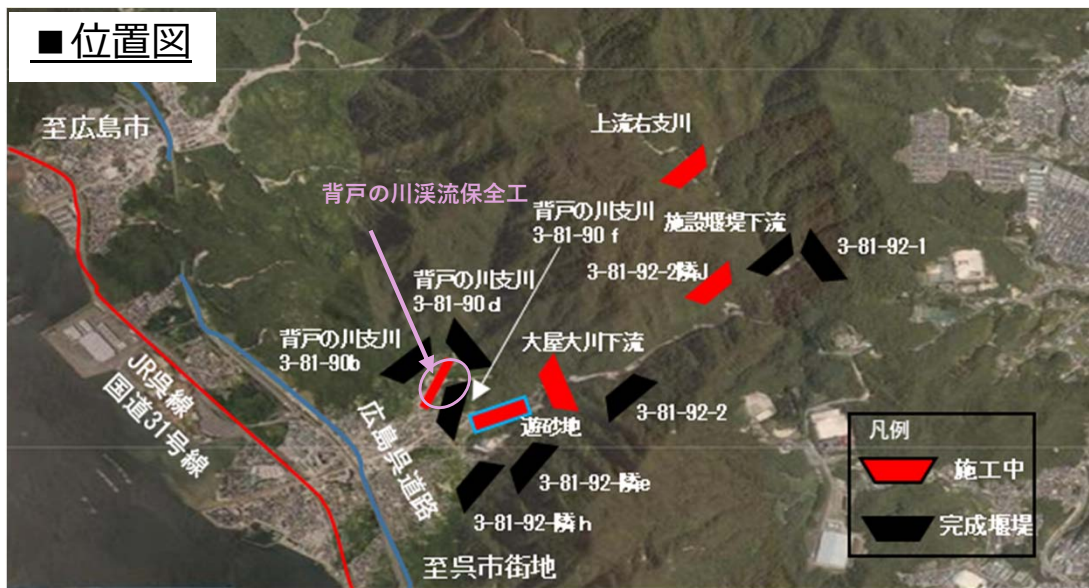 ■位置図
至広島市
上流右支川
背戸の川渓流保全工
背戸の川支川
3-81-90 f
施設堰堤下流
3-81-92-1
3-81-92-2隣J
背戸の川支川
3-81-90 d
背戸の川支川
3-81-90b
大屋大川下流
3-81-92-2
遊砂地
JR呉線
国道31号線
広島呉道路
3-81-92-隣e
3-81-92-隣h
至呉市街地
凡例
施工中
完成堰堤